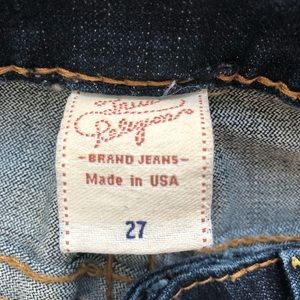 True
Religion
- BRAND JEANS -
Made in USA
27